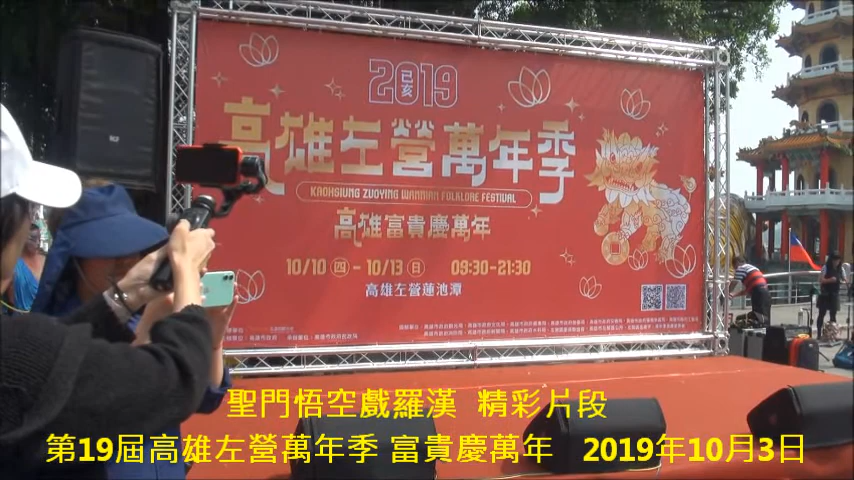 2019
己亥
高雄左營萬年季
KAOHSIUNG ZUOYING WANNIAN FOLKLORE FESTIVAL
高雄富貴慶萬年
10/10 四 - 10/13 日 09:30-21:30
高雄左營蓮池潭
聖門悟空戲羅漢 精彩片段
第19屆高雄左營萬年季 富貴慶萬年 2019年10月3日